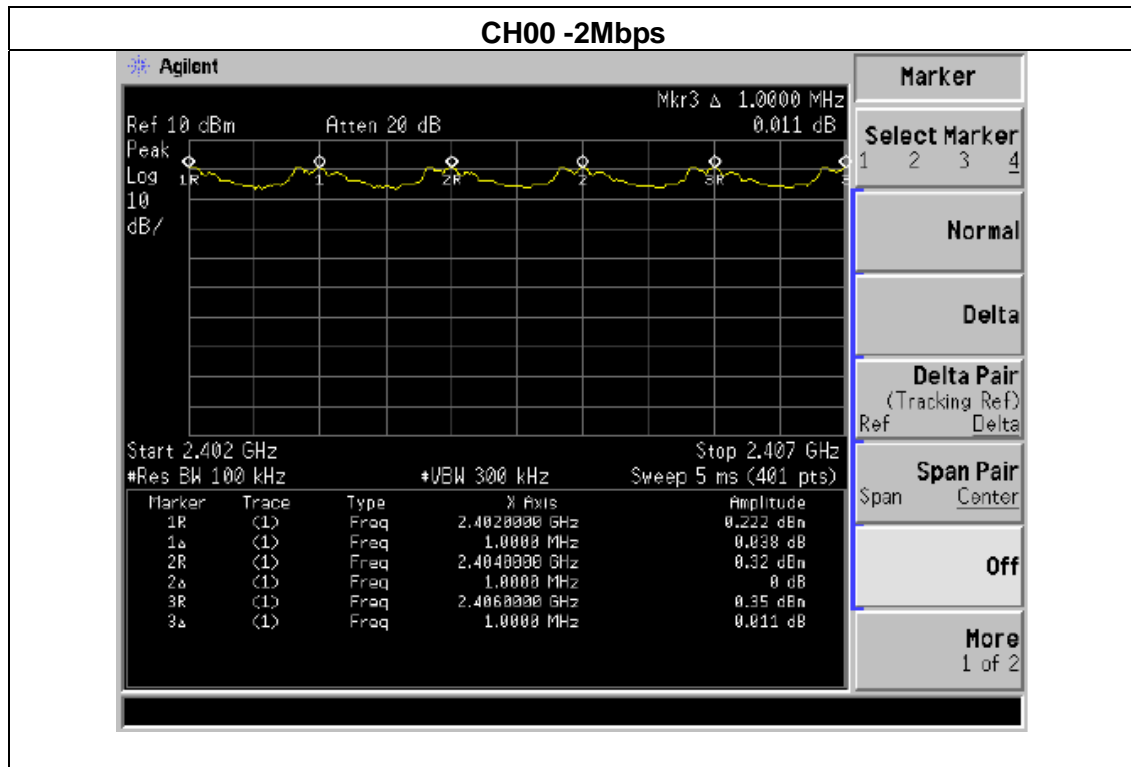 CH00 -2Mbps
Agilent
Marker
Mkr3 Δ 1.0000 MHz
Ref 10 dBm Atten 20 dB 0.011 dB
Peak
Log
10
dB/
1R 1 2R 2 3R 3
Start 2.402 GHz Stop 2.407 GHz
#Res BW 100 kHz #VBW 300 kHz Sweep 5 ms (401 pts)
Marker Trace Type X Axis Amplitude
1R (1) Freq 2.4020000 GHz 0.222 dBm
1Δ (1) Freq 1.0000 MHz 0.038 dB
2R (1) Freq 2.4040000 GHz 0.32 dBm
2Δ (1) Freq 1.0000 MHz 0 dB
3R (1) Freq 2.4060000 GHz 0.35 dBm
3Δ (1) Freq 1.0000 MHz 0.011 dB
Select Marker
1 2 3 4
Normal
Delta
Delta Pair
(Tracking Ref)
Ref Delta
Span Pair
Span Center
Off
More
1 of 2